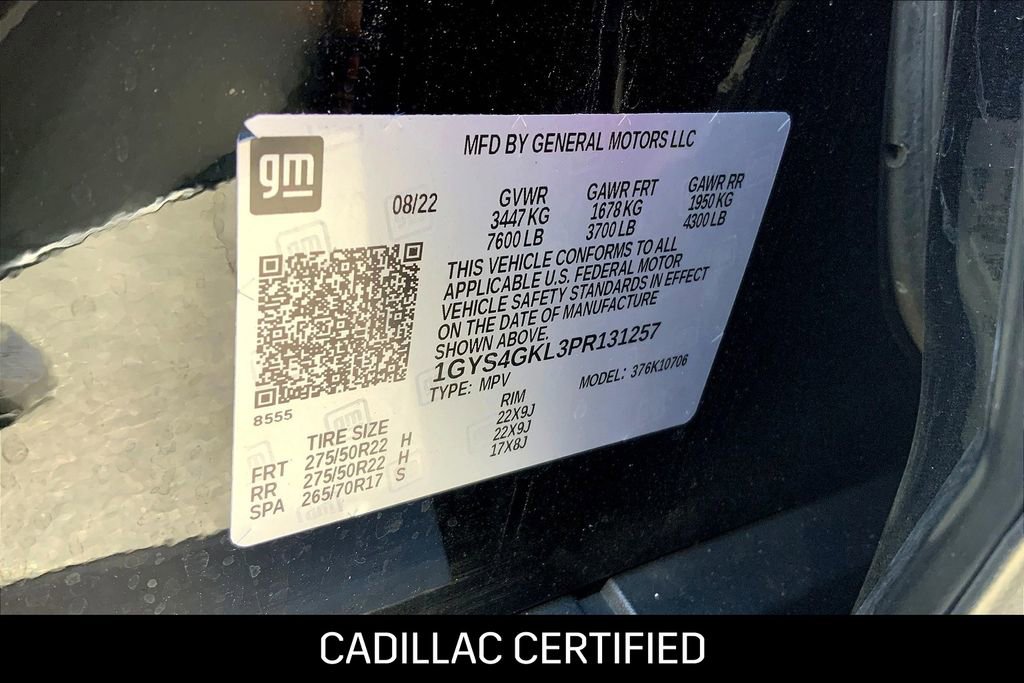 gm
MFD BY GENERAL MOTORS LLC
08/22
GVWR GAWR FRT GAWR RR
3447 KG 1678 KG 1950 KG
7600 LB 3700 LB 4300 LB
THIS VEHICLE CONFORMS TO ALL
APPLICABLE U.S. FEDERAL MOTOR
VEHICLE SAFETY STANDARDS IN EFFECT
ON THE DATE OF MANUFACTURE
SHOWN ABOVE.
1GYS4GKL3PR131257
TYPE: MPV MODEL: 376K10706
8555
TIRE SIZE RIM
FRT 275/50R22 H 22X9J
RR 275/50R22 H 22X9J
SPA 265/70R17 S 17X8J
CADILLAC CERTIFIED